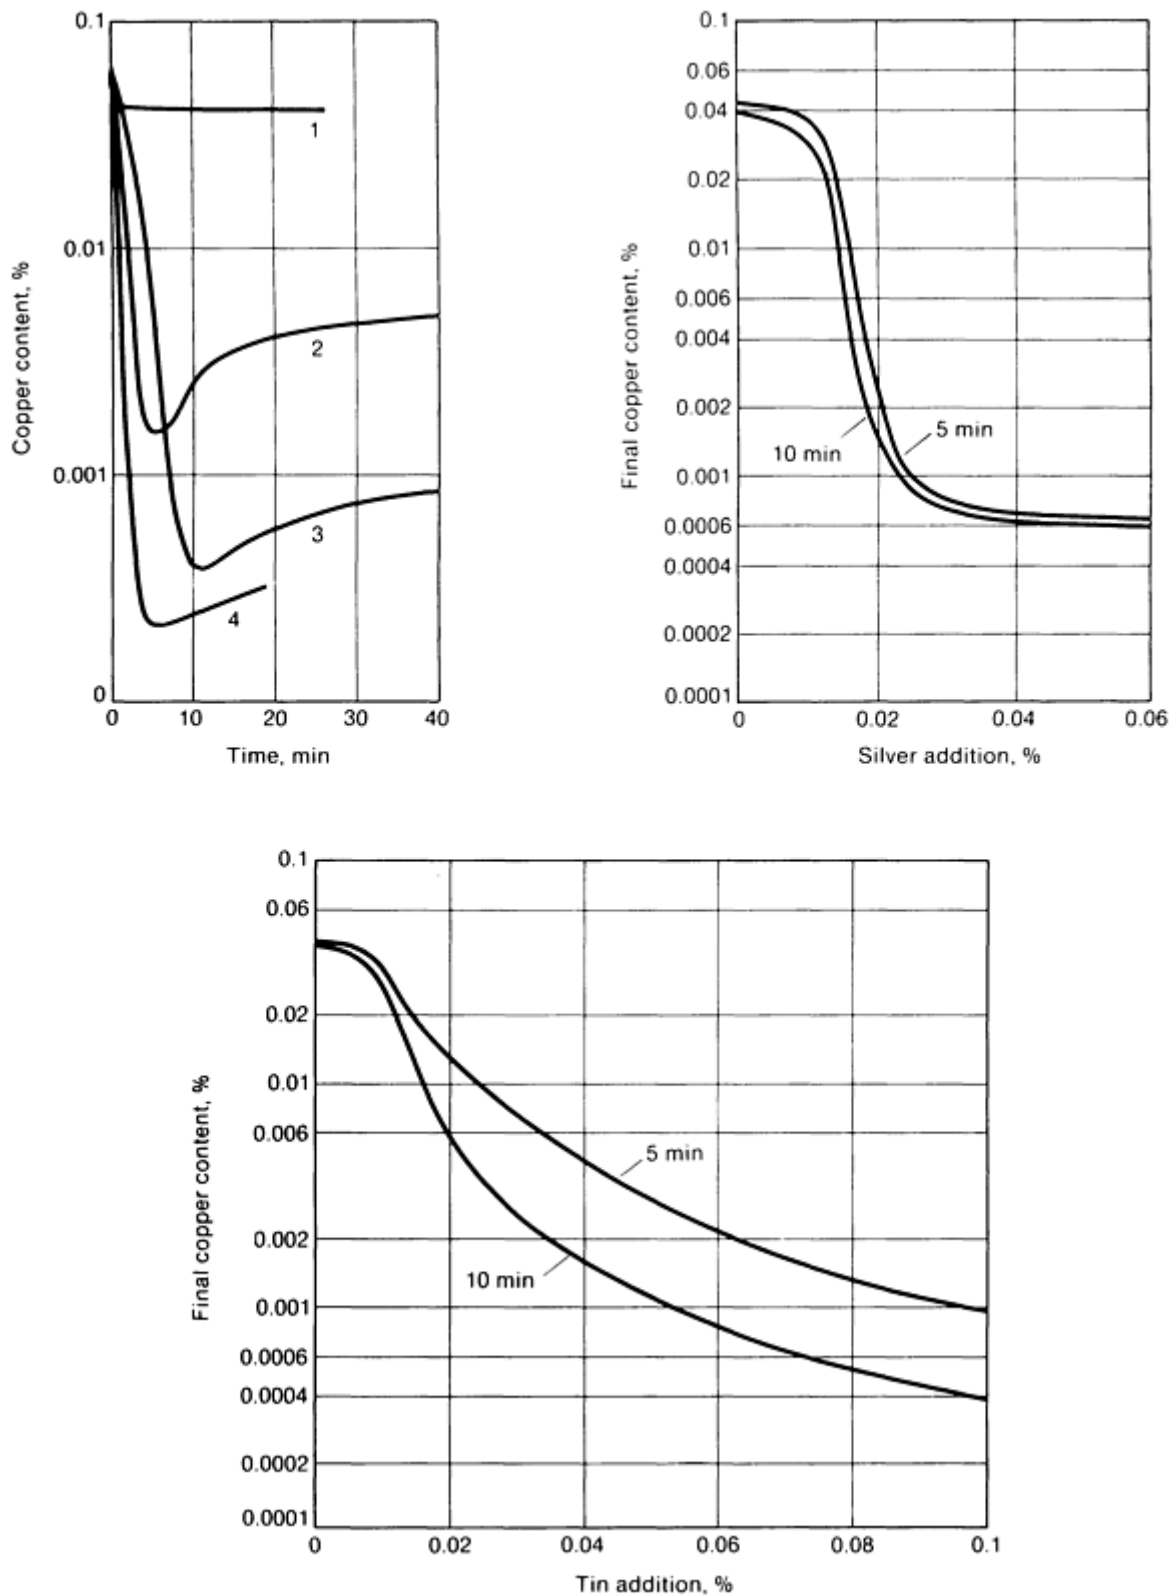 0.1
0.01
0.001
0
Copper content, %
1
2
3
4
0 10 20 30 40
Time, min
0.1
0.06
0.04
0.02
0.01
0.006
0.004
0.002
0.001
0.0006
0.0004
0.0002
0.0001
Final copper content, %
5 min
10 min
0 0.02 0.04 0.06
Silver addition, %
0.1
0.06
0.02
0.01
0.006
0.002
0.001
0.0006
0.0004
0.0002
0.0001
Final copper content, %
5 min
10 min
0 0.02 0.04 0.06 0.08 0.1
Tin addition, %